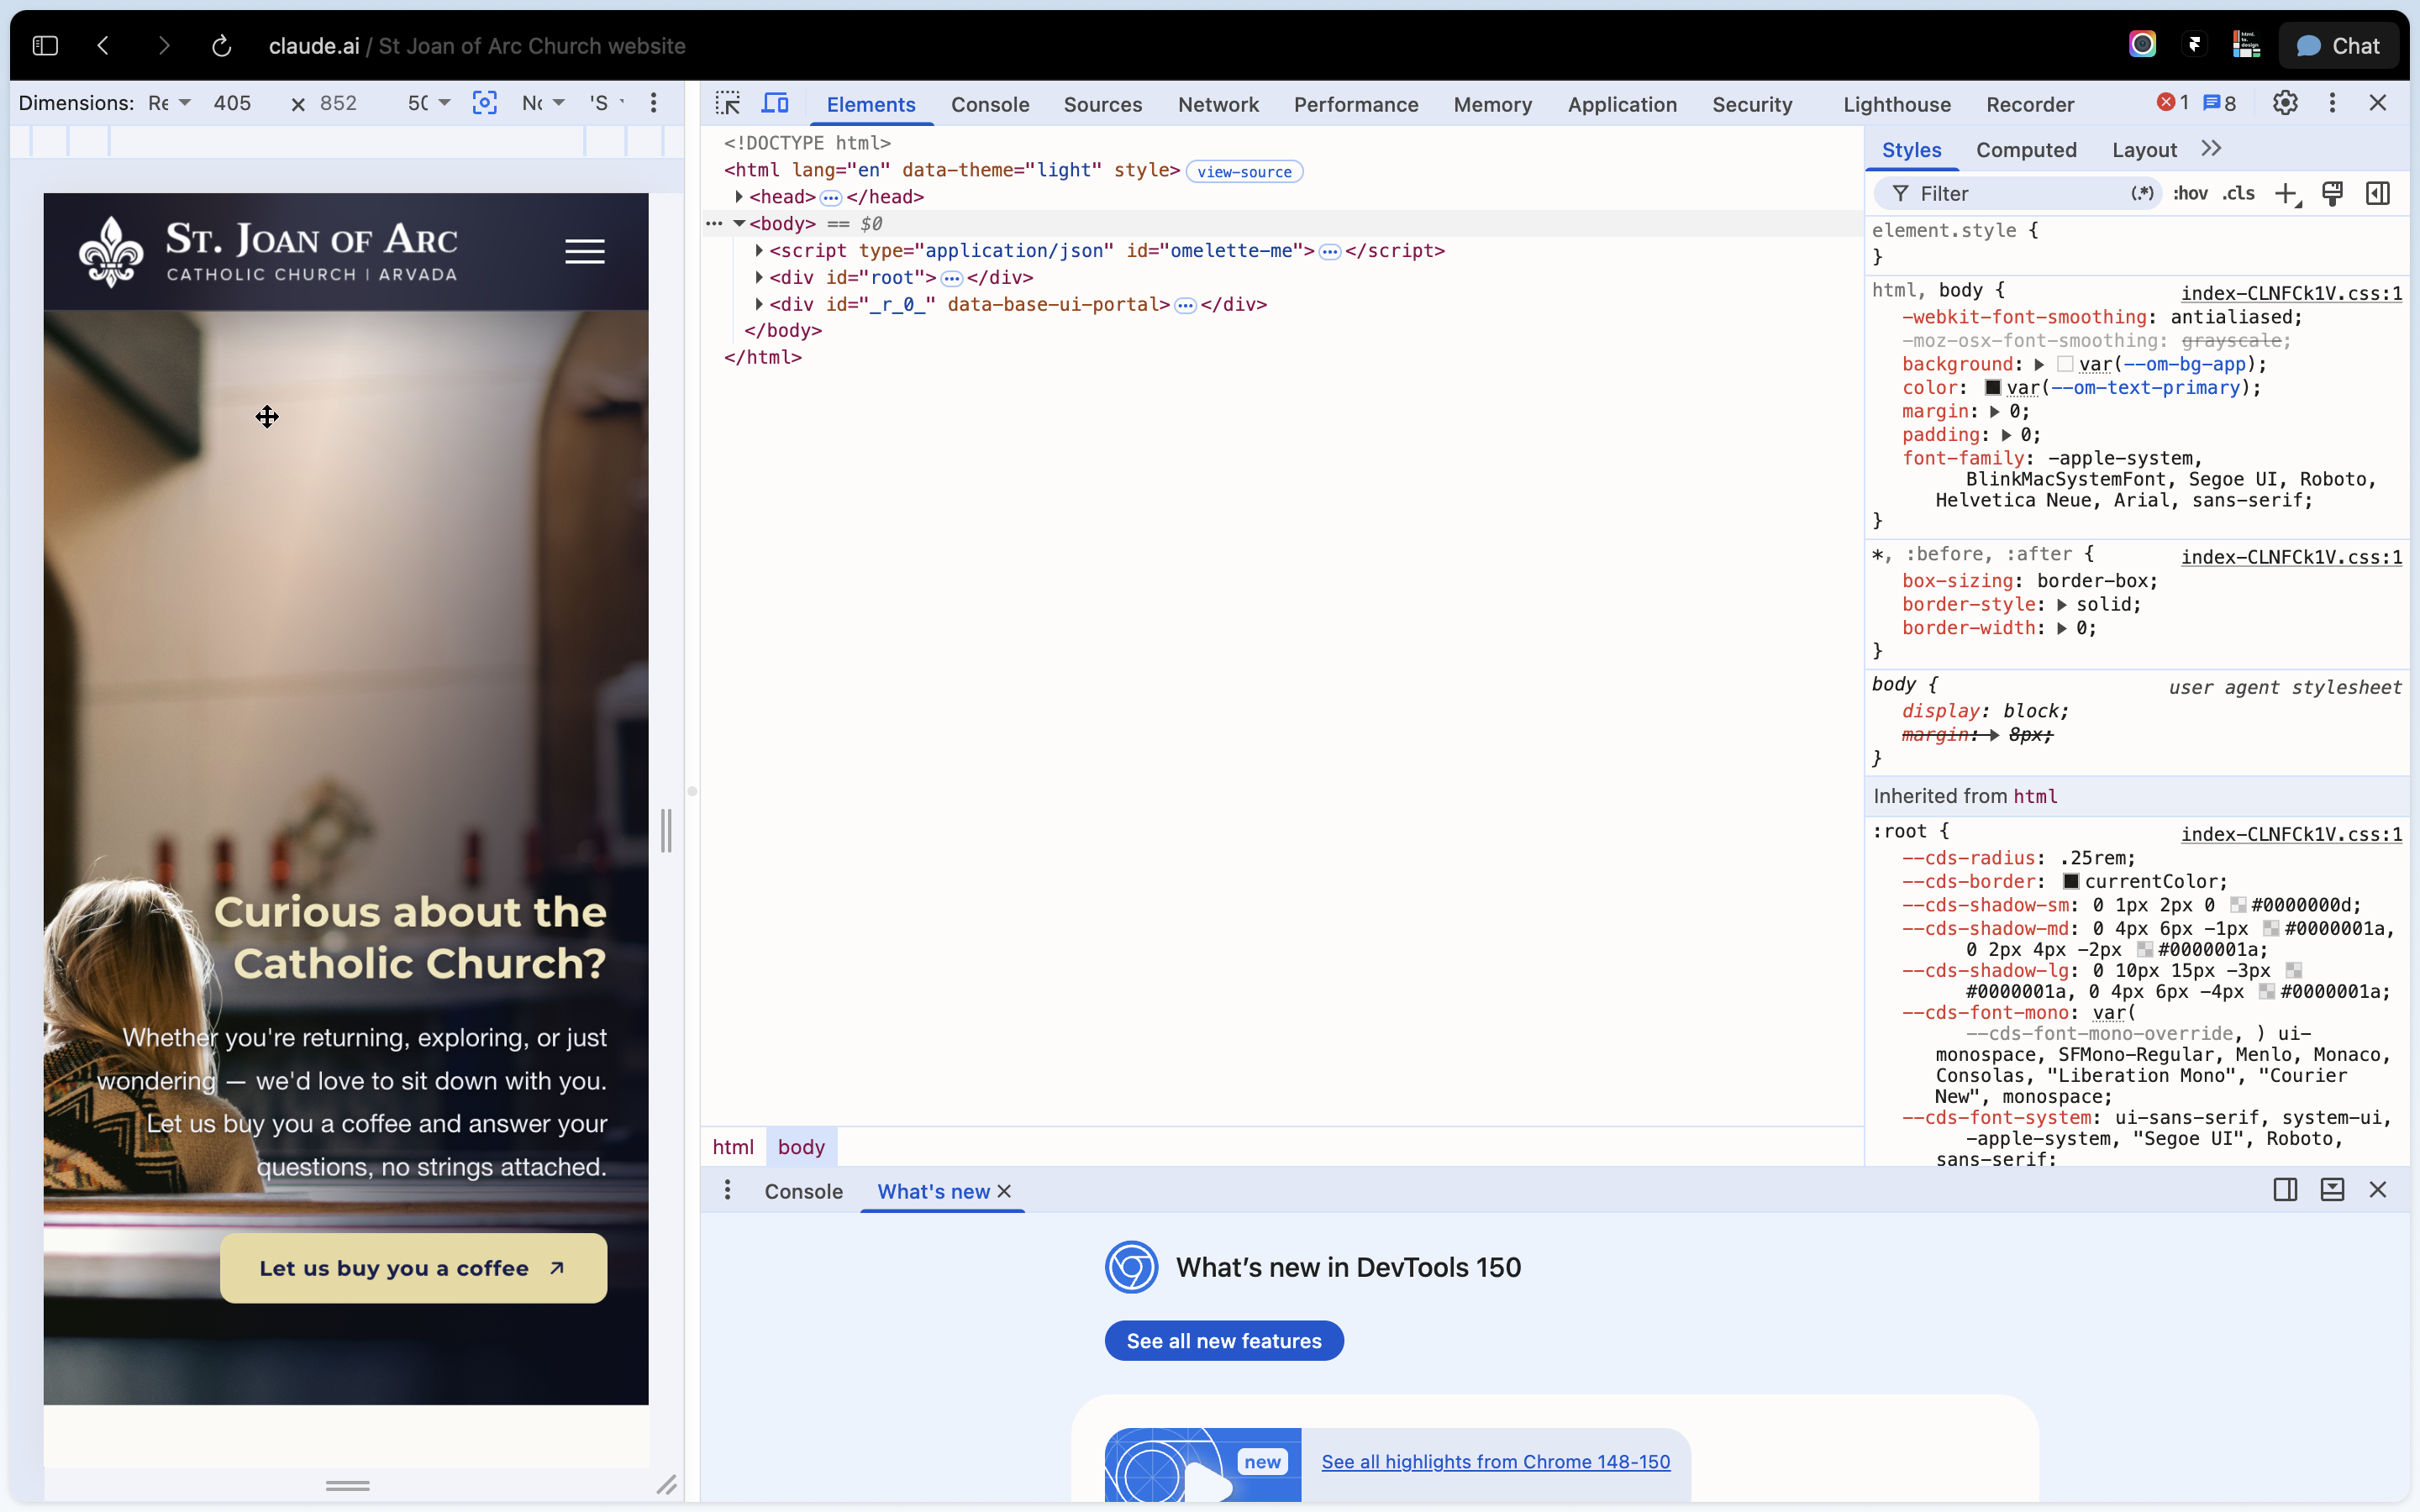 claude.ai / St Joan of Arc Church website
Chat
Dimensions: Re 405 × 852 50 No 'S
ST. JOAN OF ARC
CATHOLIC CHURCH | ARVADA
Curious about the
Catholic Church?
Whether you're returning, exploring, or just
wondering — we'd love to sit down with you.
Let us buy you a coffee and answer your
questions, no strings attached.
Let us buy you a coffee
Elements Console Sources Network Performance Memory Application Security Lighthouse Recorder 1 8
<!DOCTYPE html>
<html lang="en" data-theme="light" style> view-source
<head>…</head>
… <body> == $0
<script type="application/json" id="omelette-me">…</script>
<div id="root">…</div>
<div id="_r_0_" data-base-ui-portal>…</div>
</body>
</html>
html body
Styles Computed Layout
Filter (.*) :hov .cls
element.style {
}
html, body { index-CLNFCk1V.css:1
-webkit-font-smoothing: antialiased;
-moz-osx-font-smoothing: grayscale;
background: var(--om-bg-app);
color: var(--om-text-primary);
margin: 0;
padding: 0;
font-family: -apple-system,
BlinkMacSystemFont, Segoe UI, Roboto,
Helvetica Neue, Arial, sans-serif;
}
*, :before, :after { index-CLNFCk1V.css:1
box-sizing: border-box;
border-style: solid;
border-width: 0;
}
body { user agent stylesheet
display: block;
margin: 8px;
}
Inherited from html
:root { index-CLNFCk1V.css:1
--cds-radius: .25rem;
--cds-border: currentColor;
--cds-shadow-sm: 0 1px 2px 0 #0000000d;
--cds-shadow-md: 0 4px 6px -1px #0000001a,
0 2px 4px -2px #0000001a;
--cds-shadow-lg: 0 10px 15px -3px
#0000001a, 0 4px 6px -4px #0000001a;
--cds-font-mono: var(
--cds-font-mono-override, ) ui-
monospace, SFMono-Regular, Menlo, Monaco,
Consolas, "Liberation Mono", "Courier
New", monospace;
--cds-font-system: ui-sans-serif, system-ui,
-apple-system, "Segoe UI", Roboto,
sans-serif;
Console What's new
What's new in DevTools 150
See all new features
new
See all highlights from Chrome 148-150